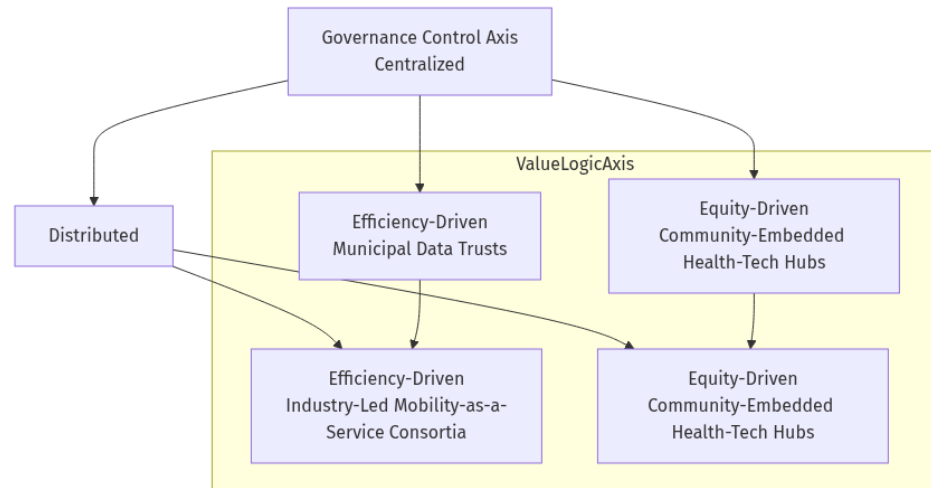 Governance Control Axis
Centralized
ValueLogicAxis
Distributed
Efficiency-Driven
Municipal Data Trusts
Equity-Driven
Community-Embedded
Health-Tech Hubs
Efficiency-Driven
Industry-Led Mobility-as-a-
Service Consortia
Equity-Driven
Community-Embedded
Health-Tech Hubs